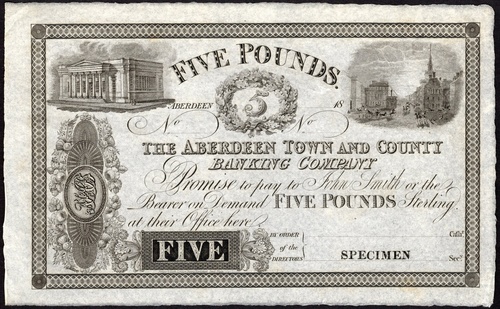 FIVE POUNDS.
5
ABERDEEN 18
No No
THE ABERDEEN TOWN AND COUNTY
BANKING COMPANY
Promise to pay to John Smith or the
Bearer on Demand FIVE POUNDS Sterling
at their Office here
FIVE
BY ORDER
of the
DIRECTORS
Cashr.
SPECIMEN
Secy.